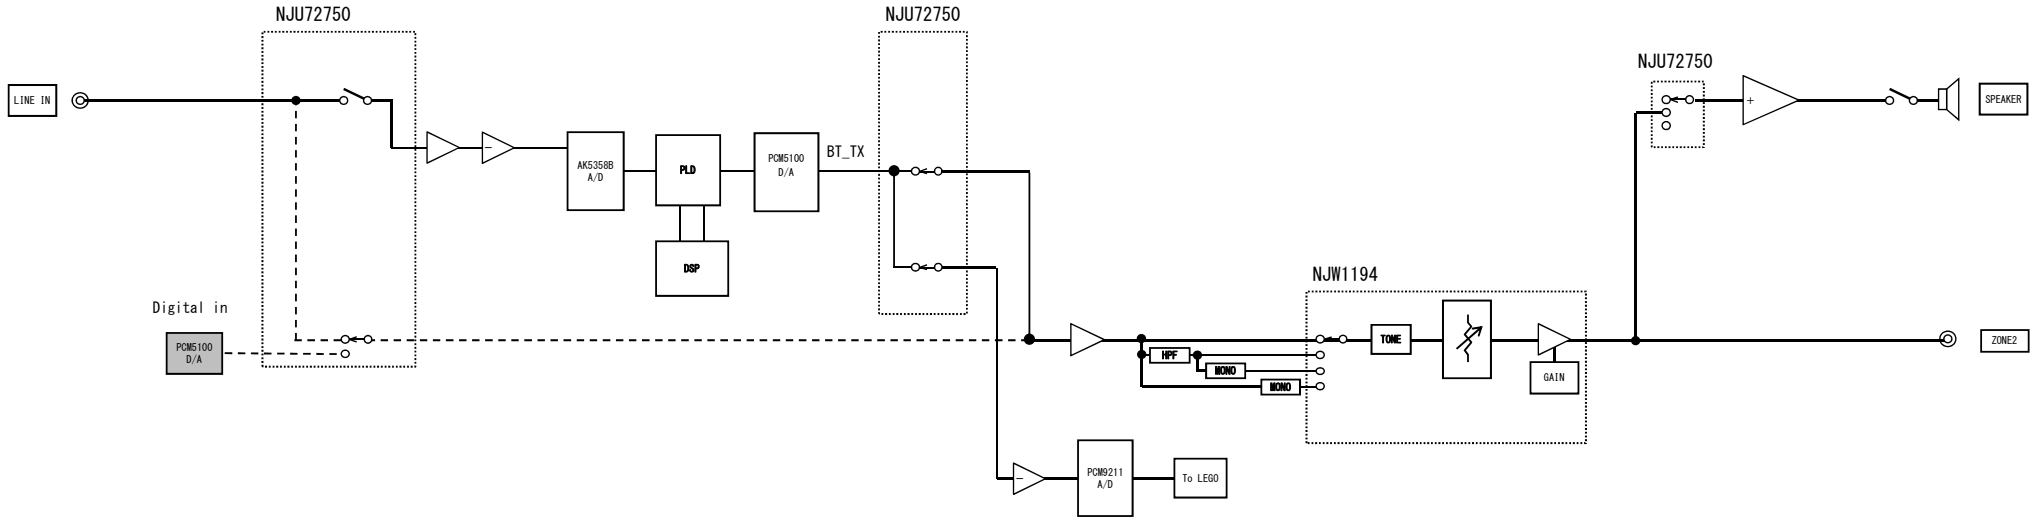 NJU72750
NJU72750
NJU72750
LINE IN
SPEAKER
BT_TX
AK5358B
A/D
PLD
PCM5100
D/A
DSP
NJW1194
Digital in
PCM5100
D/A
TONE
HPF
MONO
MONO
GAIN
ZONE2
PCM9211
A/D
To LEGO